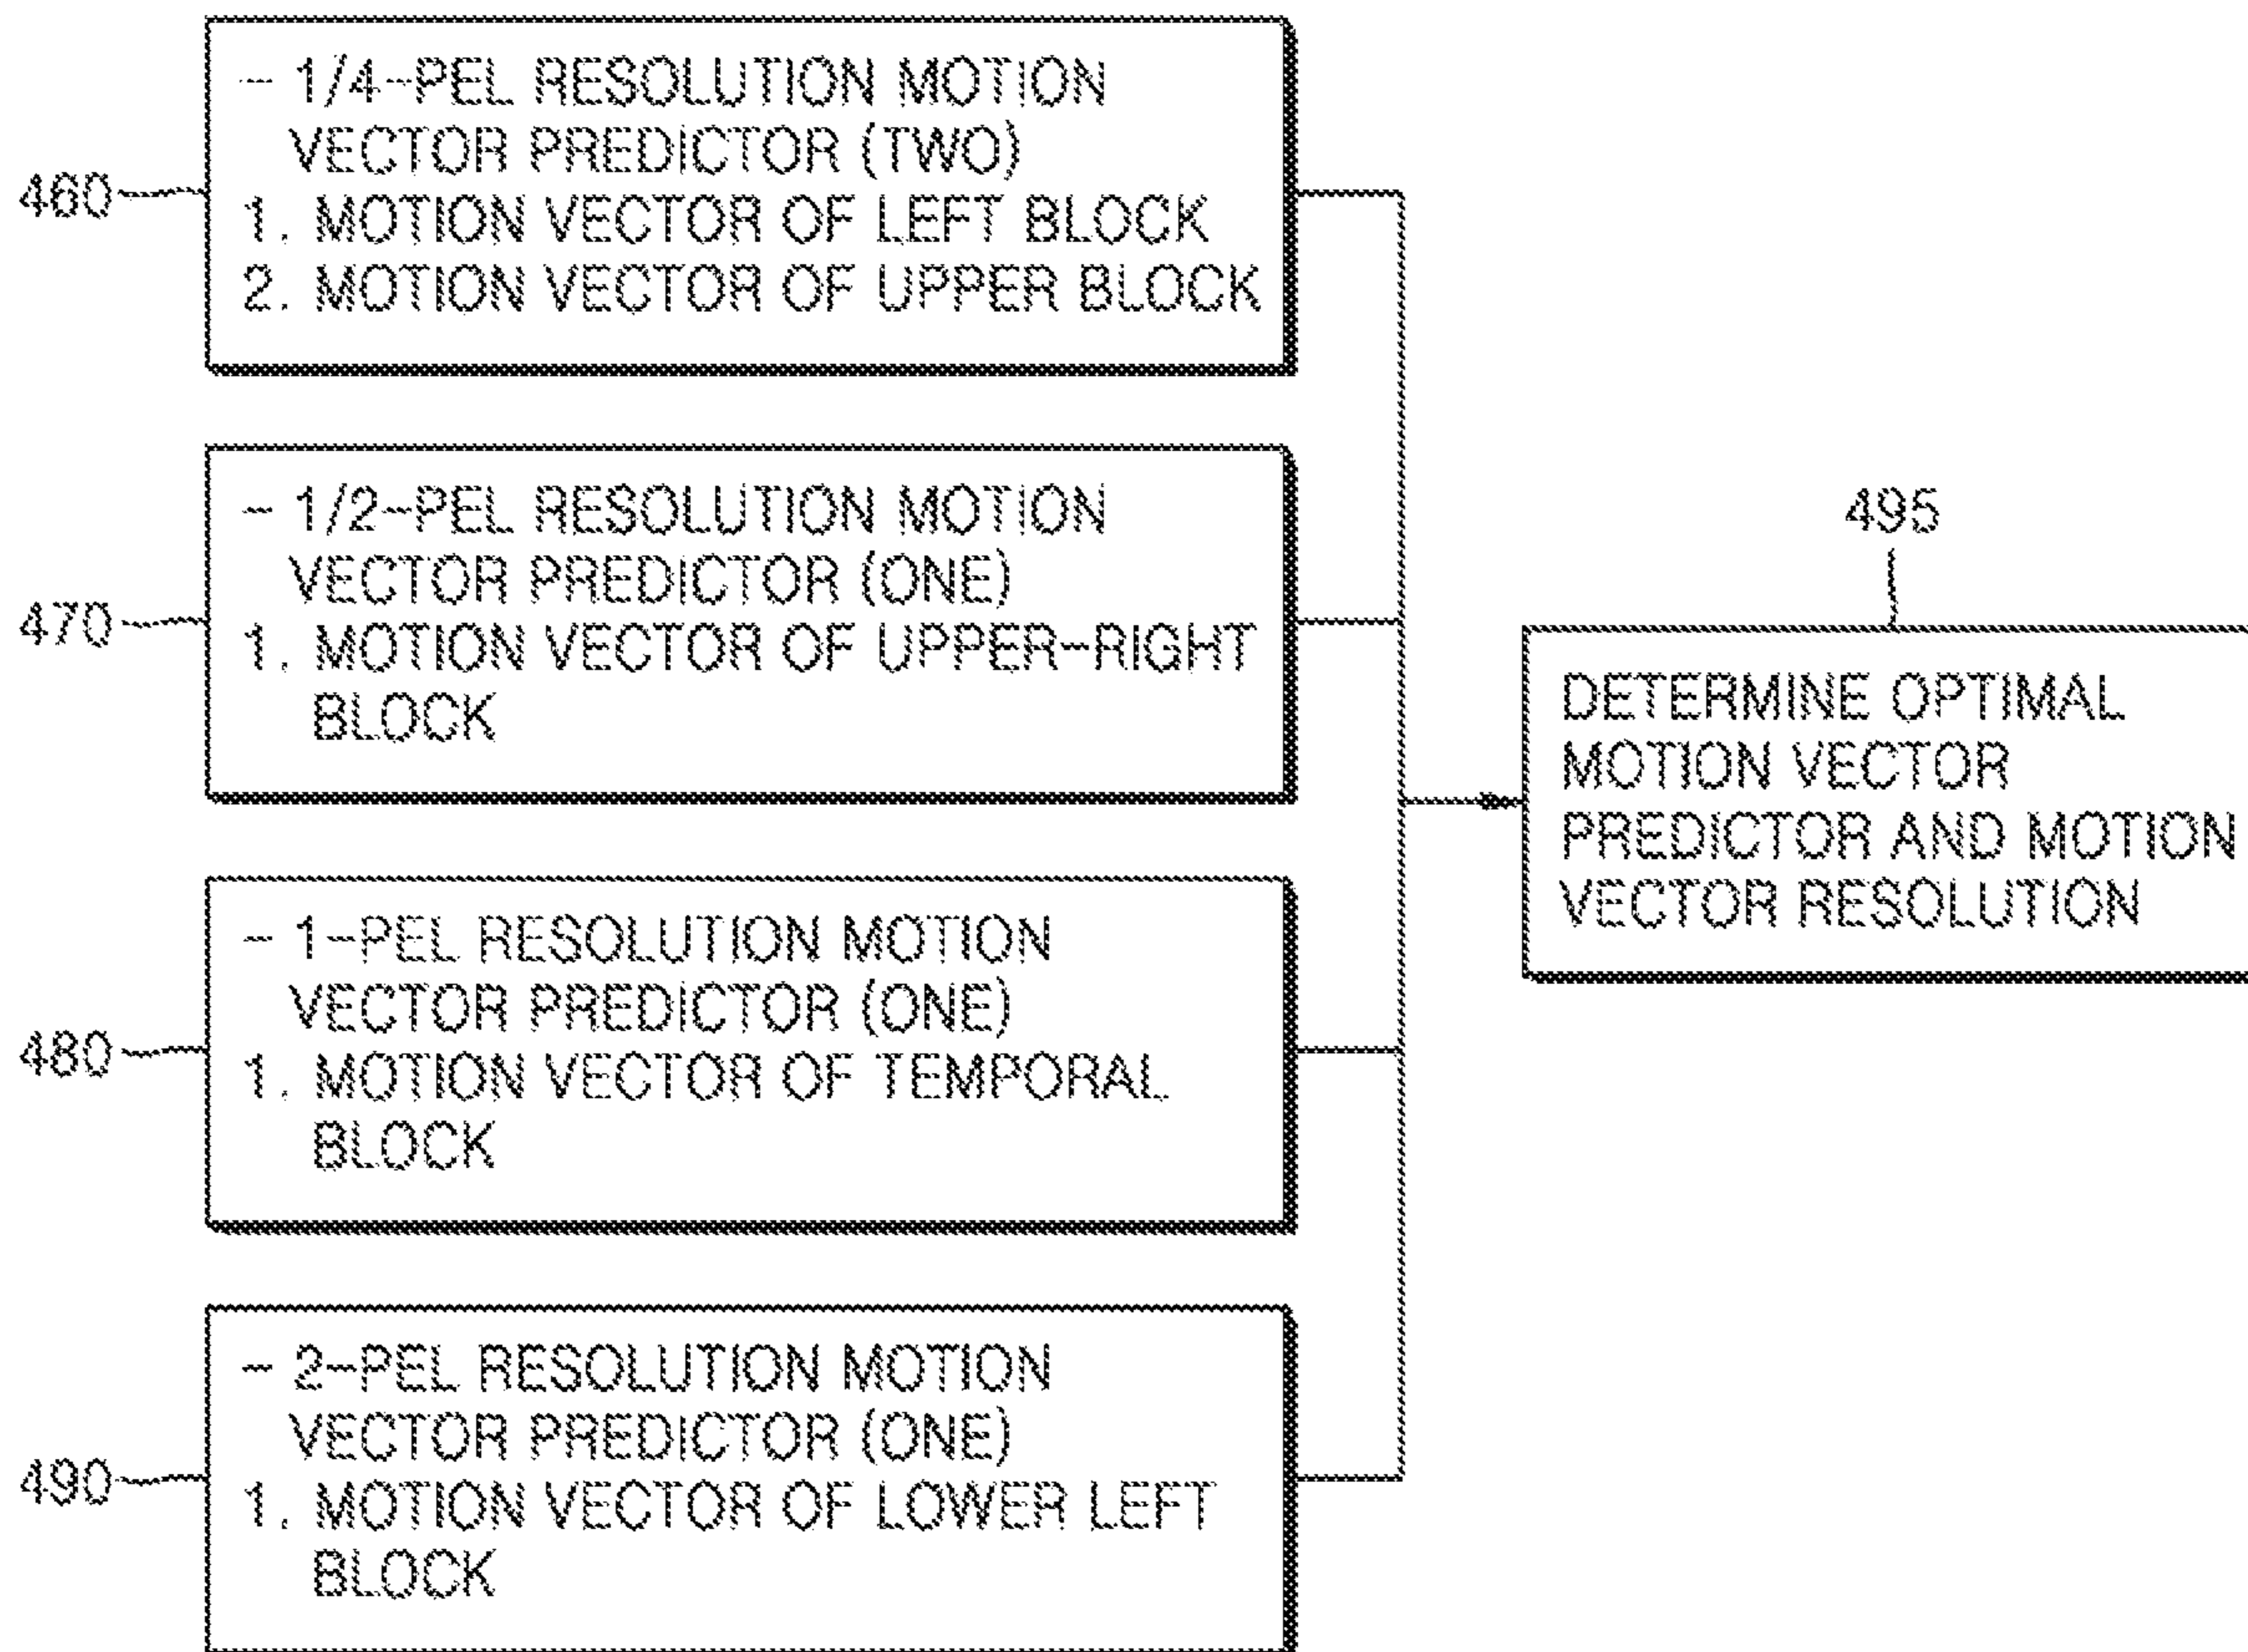 460
- 1/4-PEL RESOLUTION MOTION
VECTOR PREDICTOR (TWO)
1. MOTION VECTOR OF LEFT BLOCK
2. MOTION VECTOR OF UPPER BLOCK
470
- 1/2-PEL RESOLUTION MOTION
VECTOR PREDICTOR (ONE)
1. MOTION VECTOR OF UPPER-RIGHT
BLOCK
480
- 1-PEL RESOLUTION MOTION
VECTOR PREDICTOR (ONE)
1. MOTION VECTOR OF TEMPORAL
BLOCK
490
- 2-PEL RESOLUTION MOTION
VECTOR PREDICTOR (ONE)
1. MOTION VECTOR OF LOWER LEFT
BLOCK
495
DETERMINE OPTIMAL
MOTION VECTOR
PREDICTOR AND MOTION
VECTOR RESOLUTION